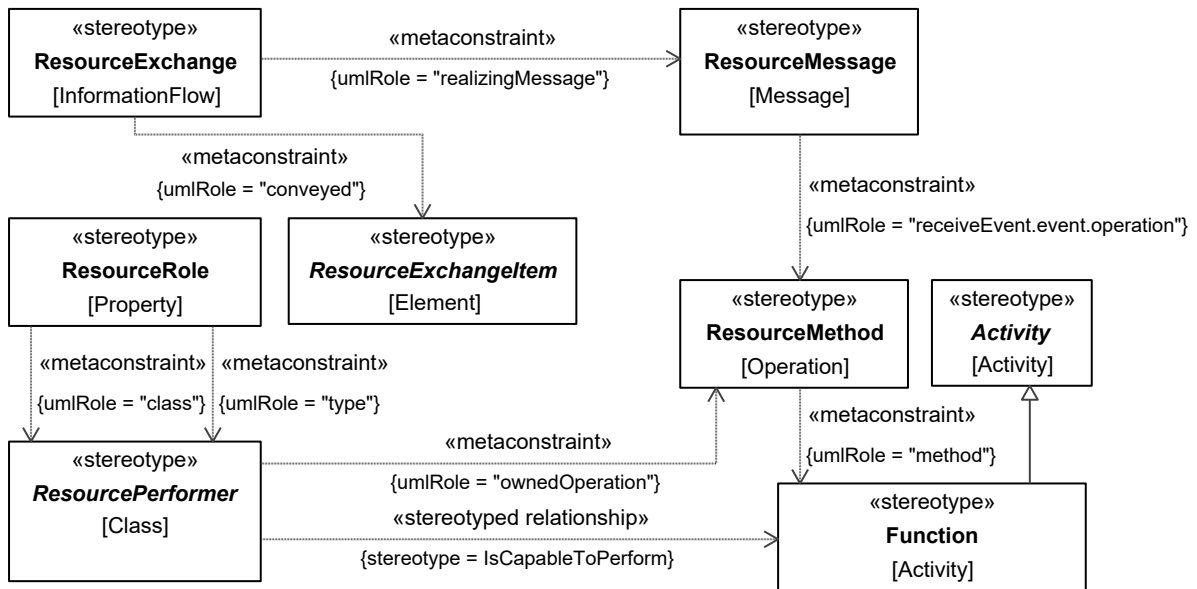 «stereotype»
ResourceExchange
[InformationFlow]
«metaconstraint»
{umlRole = "realizingMessage"}
«stereotype»
ResourceMessage
[Message]
«metaconstraint»
{umlRole = "conveyed"}
«metaconstraint»
{umlRole = "receiveEvent.event.operation"}
«stereotype»
ResourceRole
[Property]
«stereotype»
ResourceExchangeItem
[Element]
«stereotype»
ResourceMethod
[Operation]
«stereotype»
Activity
[Activity]
«metaconstraint»
{umlRole = "class"}
«metaconstraint»
{umlRole = "type"}
«metaconstraint»
{umlRole = "method"}
«stereotype»
ResourcePerformer
[Class]
«metaconstraint»
{umlRole = "ownedOperation"}
«stereotyped relationship»
{stereotype = IsCapableToPerform}
«stereotype»
Function
[Activity]